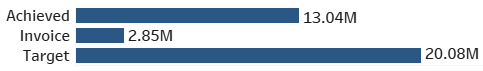 Achieved 13.04M
Invoice 2.85M
Target 20.08M